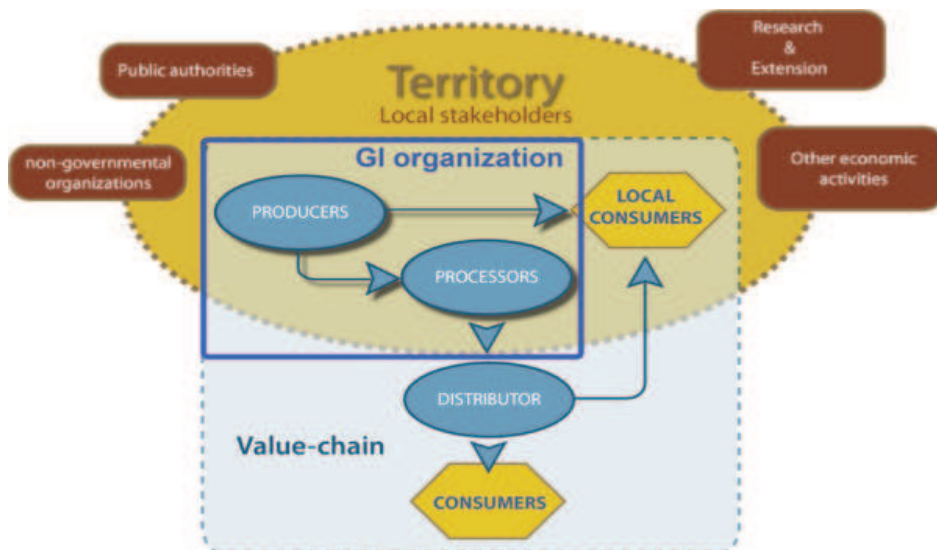 Public authorities
Research
&
Extension
Territory
Local stakeholders
non-governmental
organizations
Other economic
activities
GI organization
PRODUCERS
LOCAL
CONSUMERS
PROCESSORS
DISTRIBUTOR
Value-chain
CONSUMERS